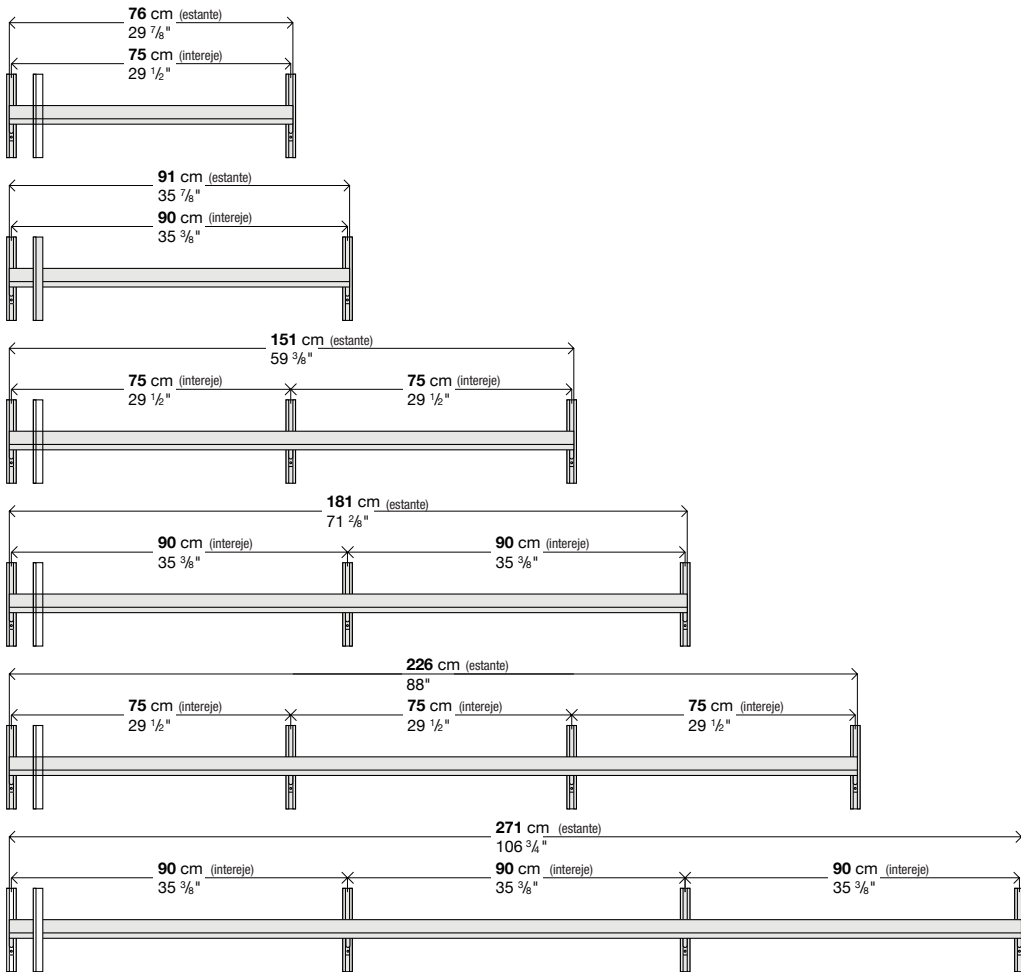 76 cm (estante)
29 ⅞"
75 cm (intereje)
29 ½"
91 cm (estante)
35 ⅞"
90 cm (intereje)
35 ⅜"
151 cm (estante)
59 ⅜"
75 cm (intereje) 75 cm (intereje)
29 ½" 29 ½"
181 cm (estante)
71 2/8"
90 cm (intereje) 90 cm (intereje)
35 ⅜" 35 ⅜"
226 cm (estante)
88"
75 cm (intereje) 75 cm (intereje) 75 cm (intereje)
29 ½" 29 ½" 29 ½"
271 cm (estante)
106 ¾"
90 cm (intereje) 90 cm (intereje) 90 cm (intereje)
35 ⅜" 35 ⅜" 35 ⅜"